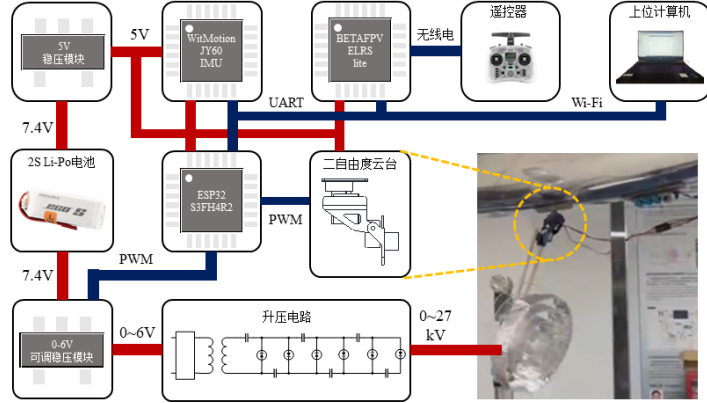 5V
稳压模块
5V
WitMotion
JY60
IMU
BETAFPV
ELRS
lite
无线电
遥控器
上位计算机
UART
Wi-Fi
7.4V
2S Li-Po电池
ESP32
S3FH4R2
PWM
二自由度云台
7.4V
PWM
0-6V
可调稳压模块
0~6V
升压电路
0~27
kV